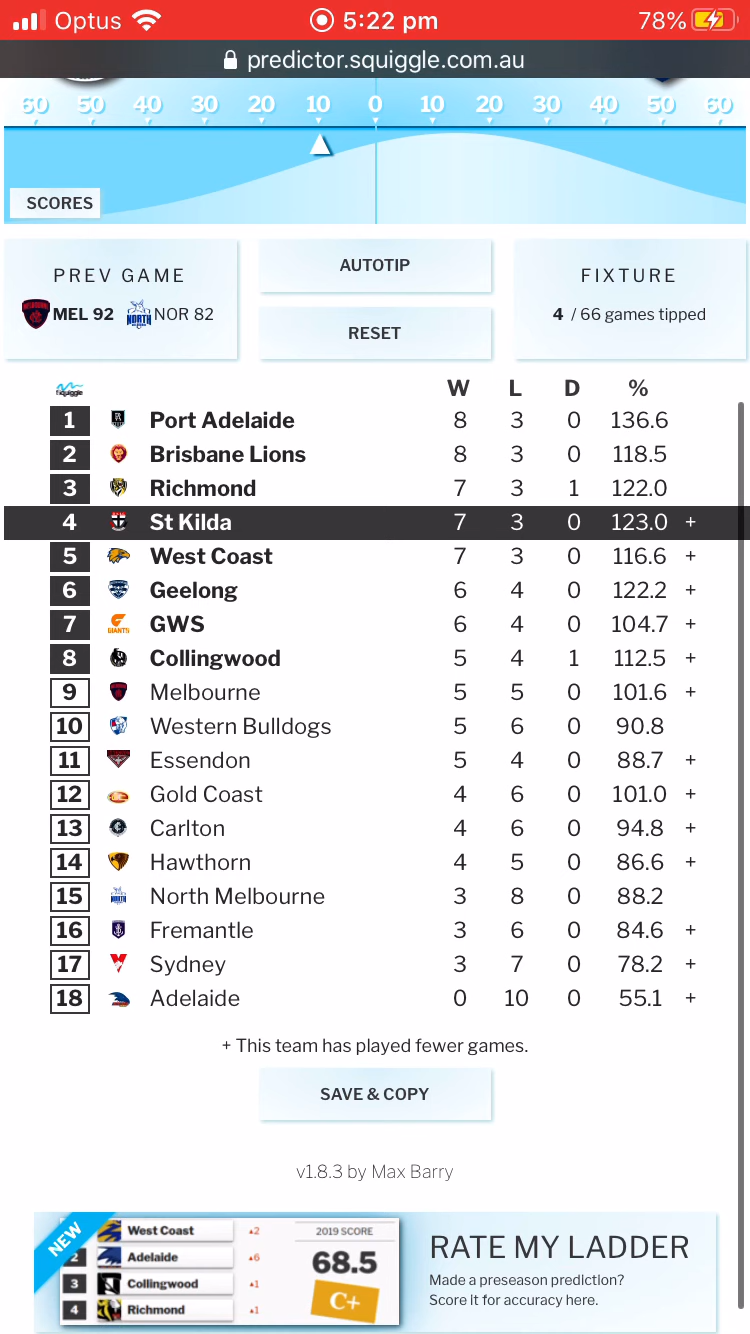 Optus 5:22 pm 78%
predictor.squiggle.com.au
60 50 40 30 20 10 0 10 20 30 40 50 60
SCORES
PREV GAME
MEL 92 NORTH NOR 82
AUTOTIP
RESET
FIXTURE
4 / 66 games tipped
Squiggle W L D %
1 Port Adelaide 8 3 0 136.6
2 Brisbane Lions 8 3 0 118.5
3 Richmond 7 3 1 122.0
4 St Kilda 7 3 0 123.0 +
5 West Coast 7 3 0 116.6 +
6 Geelong 6 4 0 122.2 +
7 GIANTS GWS 6 4 0 104.7 +
8 Collingwood 5 4 1 112.5 +
9 Melbourne 5 5 0 101.6 +
10 Western Bulldogs 5 6 0 90.8
11 Essendon 5 4 0 88.7 +
12 Gold Coast 4 6 0 101.0 +
13 Carlton 4 6 0 94.8 +
14 Hawthorn 4 5 0 86.6 +
15 NORTH North Melbourne 3 8 0 88.2
16 Fremantle 3 6 0 84.6 +
17 Sydney 3 7 0 78.2 +
18 Adelaide 0 10 0 55.1 +
+ This team has played fewer games.
SAVE & COPY
v1.8.3 by Max Barry
NEW
West Coast ▲2
2 Adelaide ▲6
3 Collingwood ▲1
4 Richmond ▲1
2019 SCORE
68.5
C+
RATE MY LADDER
Made a preseason prediction?
Score it for accuracy here.